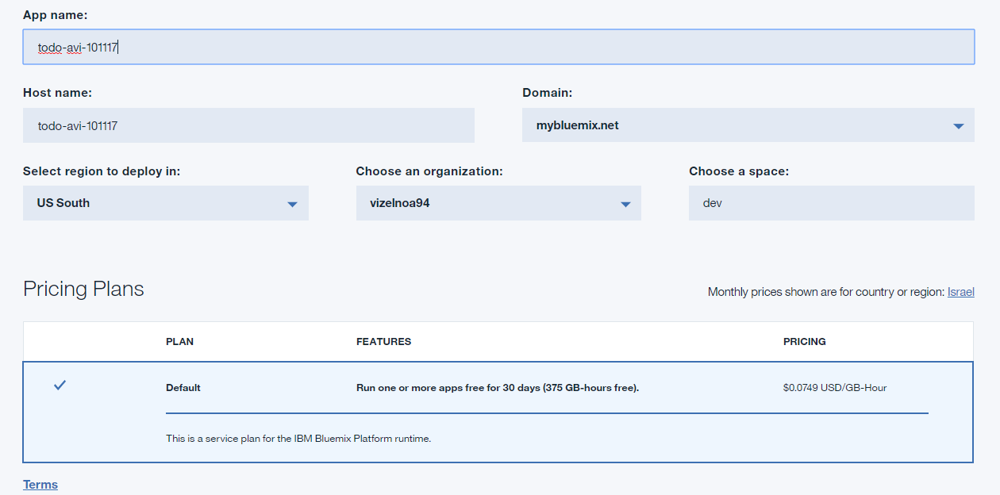 App name:
todo-avi-101117
Host name: Domain:
todo-avi-101117 mybluemix.net
Select region to deploy in: Choose an organization: Choose a space:
US South vizelnoa94 dev
Pricing Plans Monthly prices shown are for country or region: Israel
PLAN FEATURES PRICING
Default Run one or more apps free for 30 days (375 GB-hours free). $0.0749 USD/GB-Hour
This is a service plan for the IBM Bluemix Platform runtime.
Terms